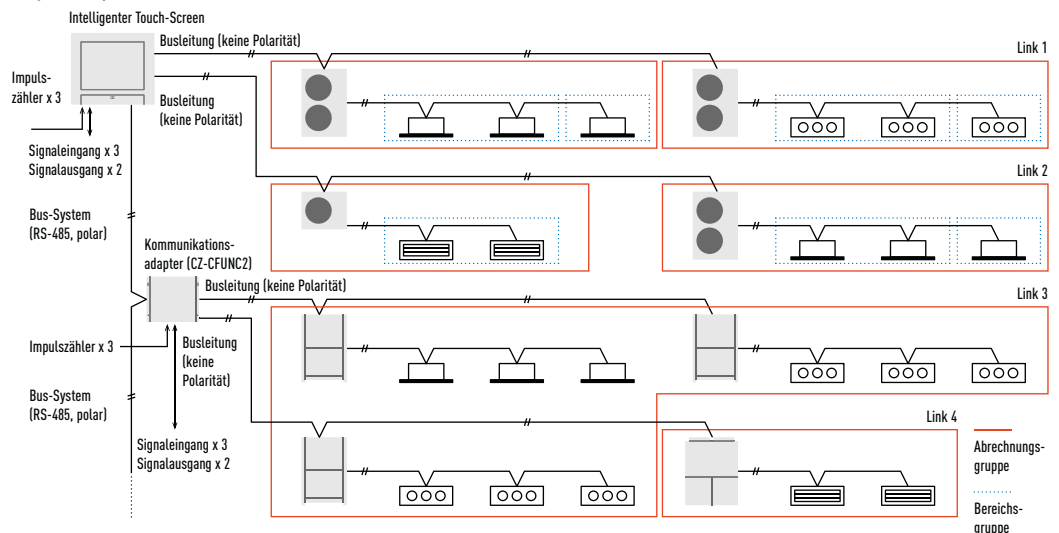 Intelligenter Touch-Screen
Busleitung (keine Polarität)
Link 1
Impuls-
zähler x 3
Busleitung
(keine Polarität)
Signaleingang x 3
Signalausgang x 2
Link 2
Bus-System
(RS-485, polar)
Kommunikations-
adapter (CZ-CFUNC2)
Busleitung (keine Polarität)
Link 3
Impulszähler x 3
Busleitung
(keine
Polarität)
Bus-System
(RS-485, polar)
Signaleingang x 3
Signalausgang x 2
Link 4
Abrechnungs-
gruppe
Bereichs-
gruppe